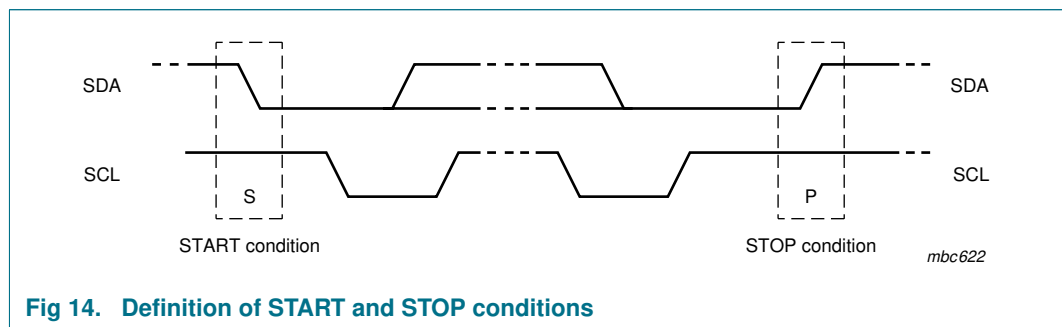 SDA SDA
SCL SCL
S P
START condition STOP condition
mbc622
Fig 14. Definition of START and STOP conditions